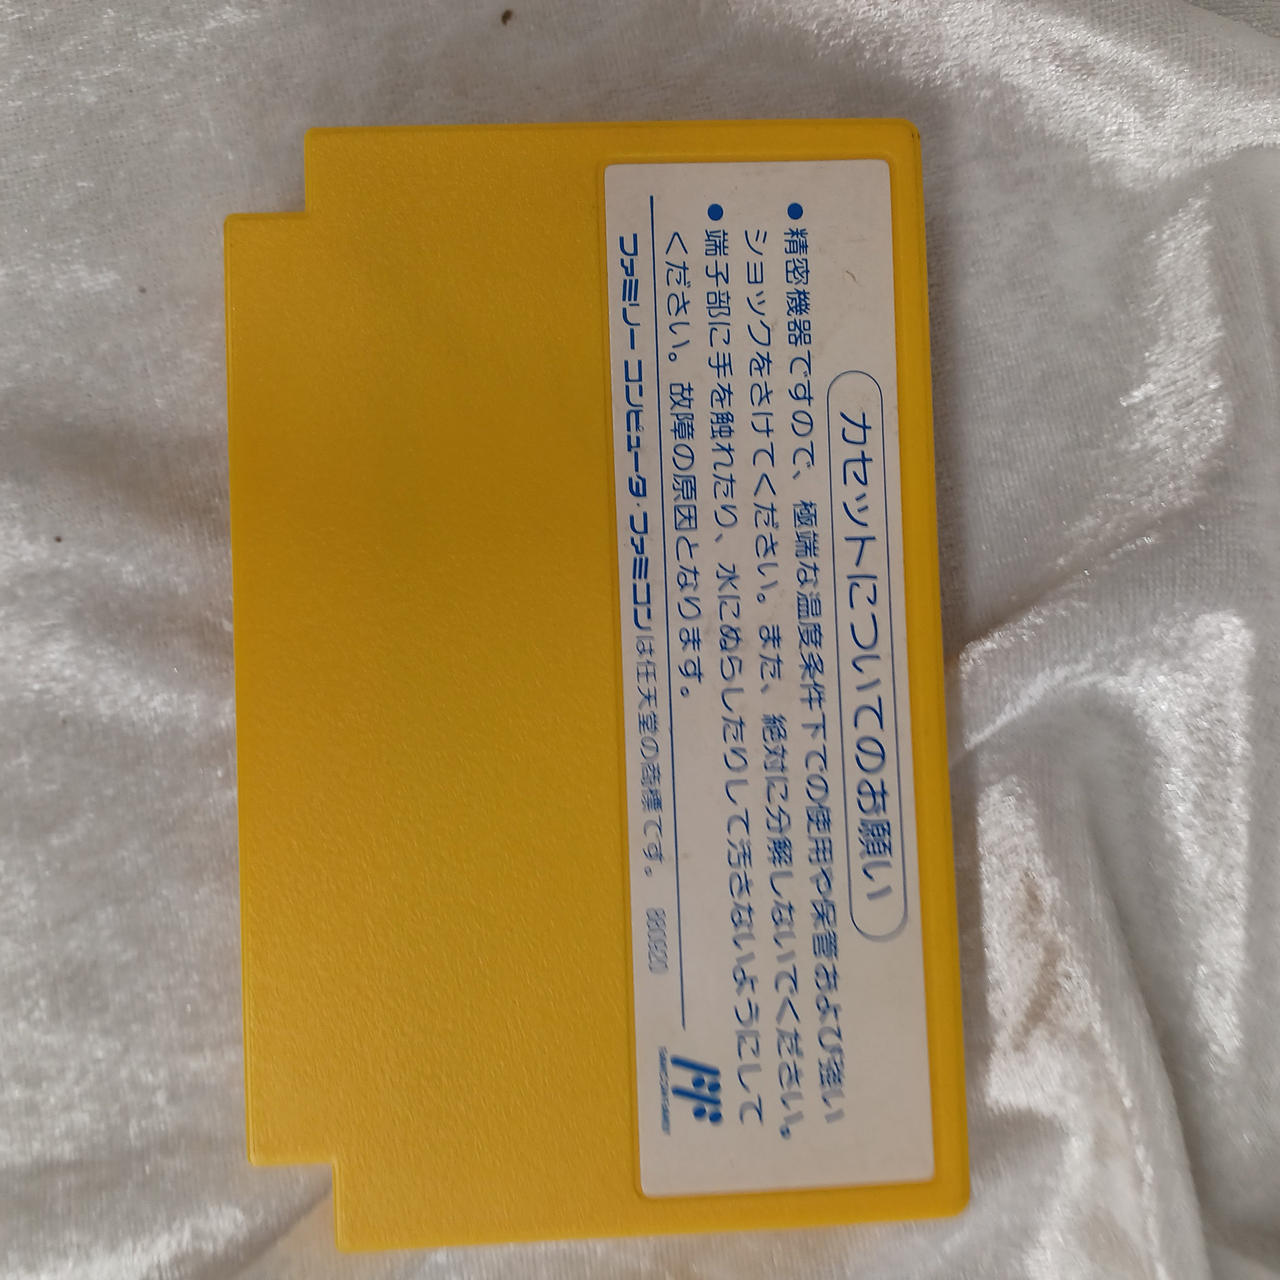 カセットについてのお願い
●精密機器ですので、極端な温度条件下での使用や保管および強い
ショックをさけてください。また、絶対に分解しないでください。
●端子部に手を触れたり、水にぬらしたりして汚さないようにして
ください。故障の原因となります。
ファミリー コンピュータ・ファミコンは任天堂の商標です。 880920